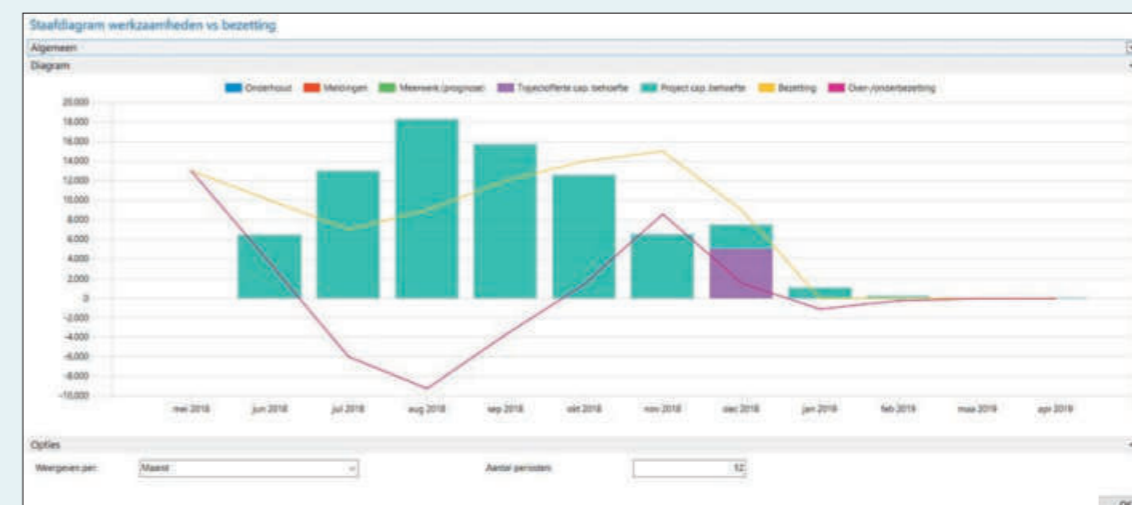 Staafdiagram werkzaamheden vs bezetting
Algemeen
Diagram
Onderhoud Meldingen Meerwerk (prognose) Trajectofferte cap. behoefte Project cap. behoefte Bezetting Over-/onderbezetting
20.000
18.000
16.000
14.000
12.000
10.000
8.000
6.000
4.000
2.000
0
-2.000
-4.000
-6.000
-8.000
-10.000
mei 2018 jun 2018 jul 2018 aug 2018 sep 2018 okt 2018 nov 2018 dec 2018 jan 2019 feb 2019 maa 2019 apr 2019
Opties
Weergeven per: Maand Aantal perioden: 12